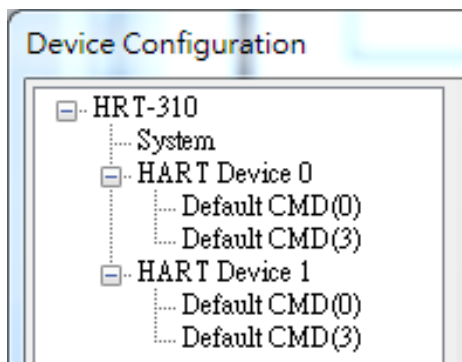 Device Configuration
HRT-310
System
HART Device 0
Default CMD(0)
Default CMD(3)
HART Device 1
Default CMD(0)
Default CMD(3)